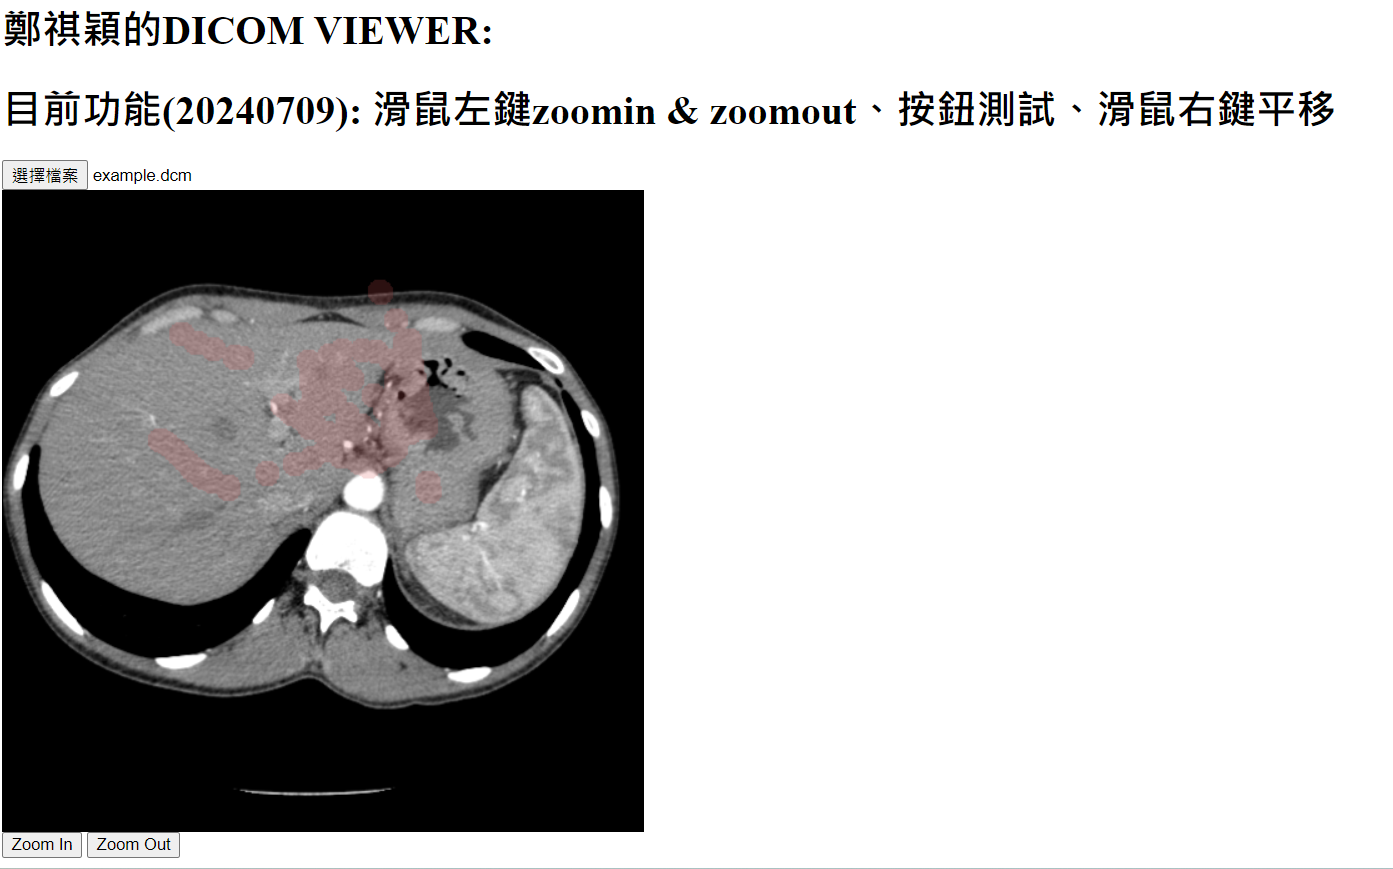 鄭祺穎的DICOM VIEWER:
目前功能(20240709): 滑鼠左鍵zoomin & zoomout、按鈕測試、滑鼠右鍵平移
選擇檔案 example.dcm
Zoom In Zoom Out